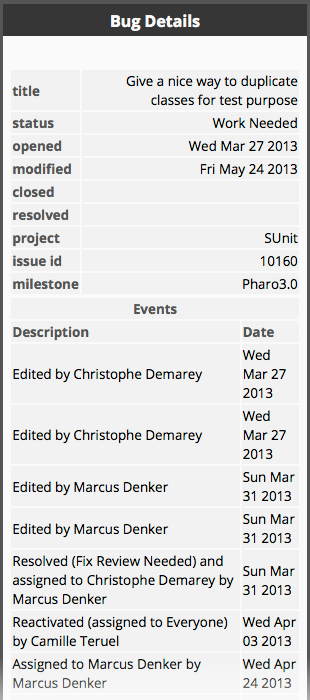 Bug Details
title Give a nice way to duplicate
classes for test purpose
status Work Needed
opened Wed Mar 27 2013
modified Fri May 24 2013
closed
resolved
project SUnit
issue id 10160
milestone Pharo3.0
Events
Description Date
Edited by Christophe Demarey Wed
Mar 27
2013
Edited by Christophe Demarey Wed
Mar 27
2013
Edited by Marcus Denker Sun Mar
31 2013
Edited by Marcus Denker Sun Mar
31 2013
Resolved (Fix Review Needed) and
assigned to Christophe Demarey by
Marcus Denker Sun Mar
31 2013
Reactivated (assigned to Everyone)
by Camille Teruel Wed Apr
03 2013
Assigned to Marcus Denker by
Marcus Denker Wed Apr
24 2013